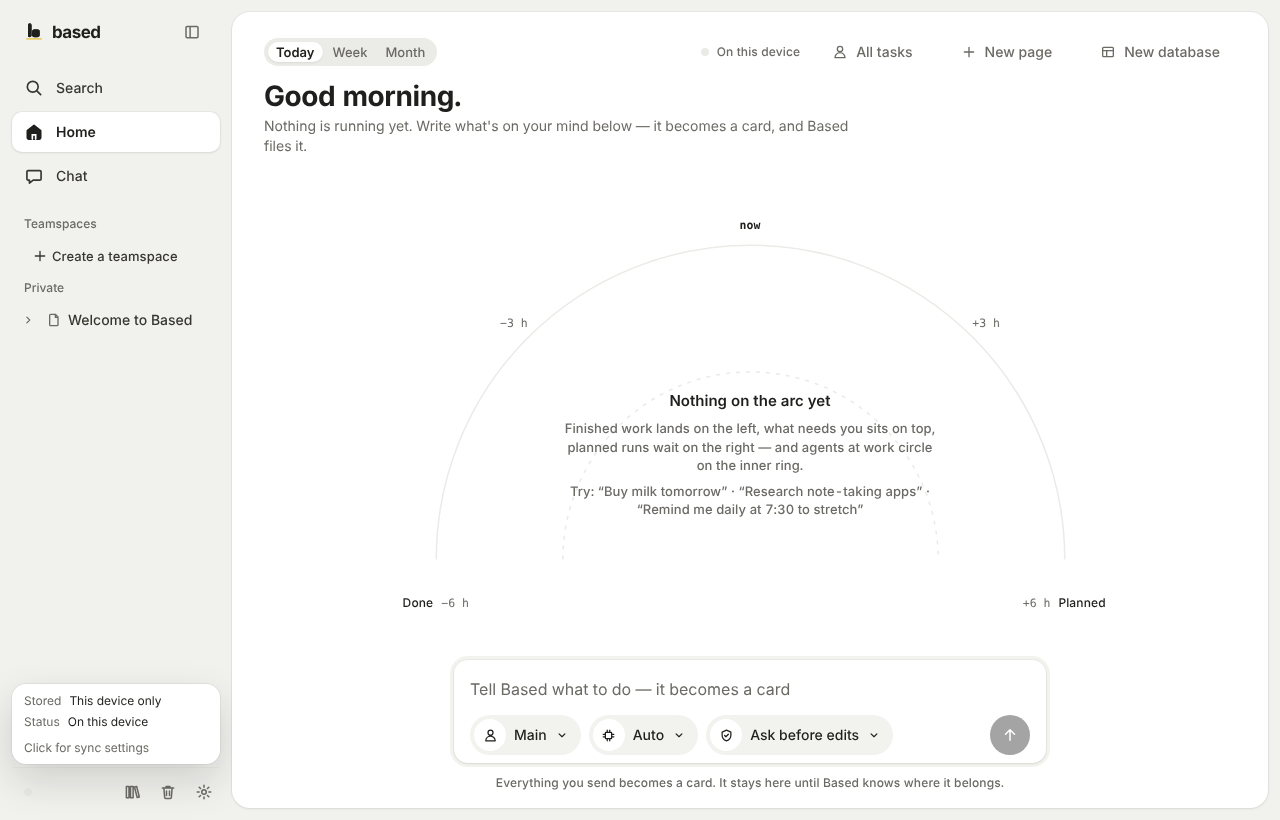 based
Search
Home
Chat
Teamspaces
Create a teamspace
Private
Welcome to Based
Stored This device only
Status On this device
Click for sync settings
Today Week Month
On this device
All tasks
New page
New database
Good morning.
Nothing is running yet. Write what's on your mind below — it becomes a card, and Based
files it.
now
−3 h
+3 h
Nothing on the arc yet
Finished work lands on the left, what needs you sits on top,
planned runs wait on the right — and agents at work circle
on the inner ring.
Try: “Buy milk tomorrow” · “Research note-taking apps” ·
“Remind me daily at 7:30 to stretch”
Done −6 h
+6 h Planned
Tell Based what to do — it becomes a card
Main
Auto
Ask before edits
Everything you send becomes a card. It stays here until Based knows where it belongs.